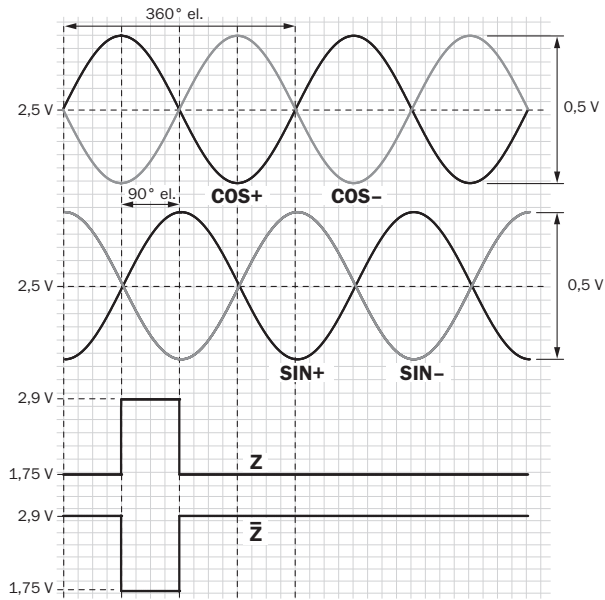 360° el.
2,5 V
0,5 V
COS+
COS−
90° el.
2,5 V
0,5 V
SIN+
SIN−
2,9 V
Z
1,75 V
2,9 V
Z̅
1,75 V